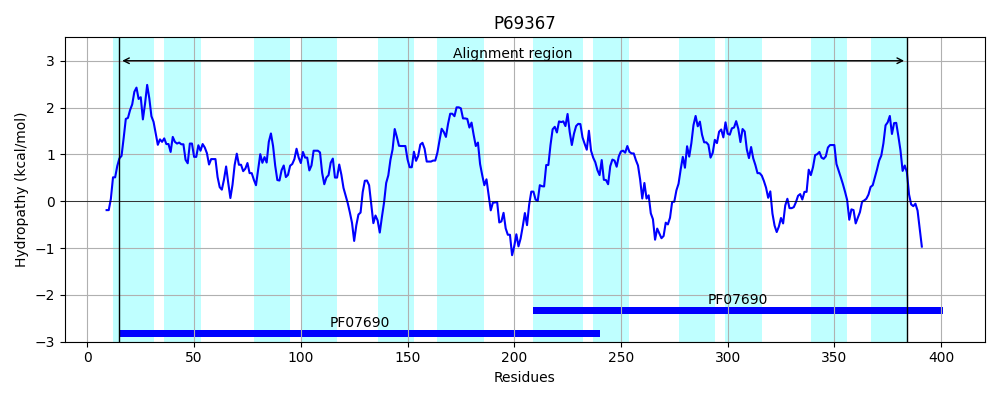 P69367
Alignment region
Hydropathy (kcal/mol)
3
2
1
0
−1
−2
−3
PF07690
PF07690
0 50 100 150 200 250 300 350 400
Residues